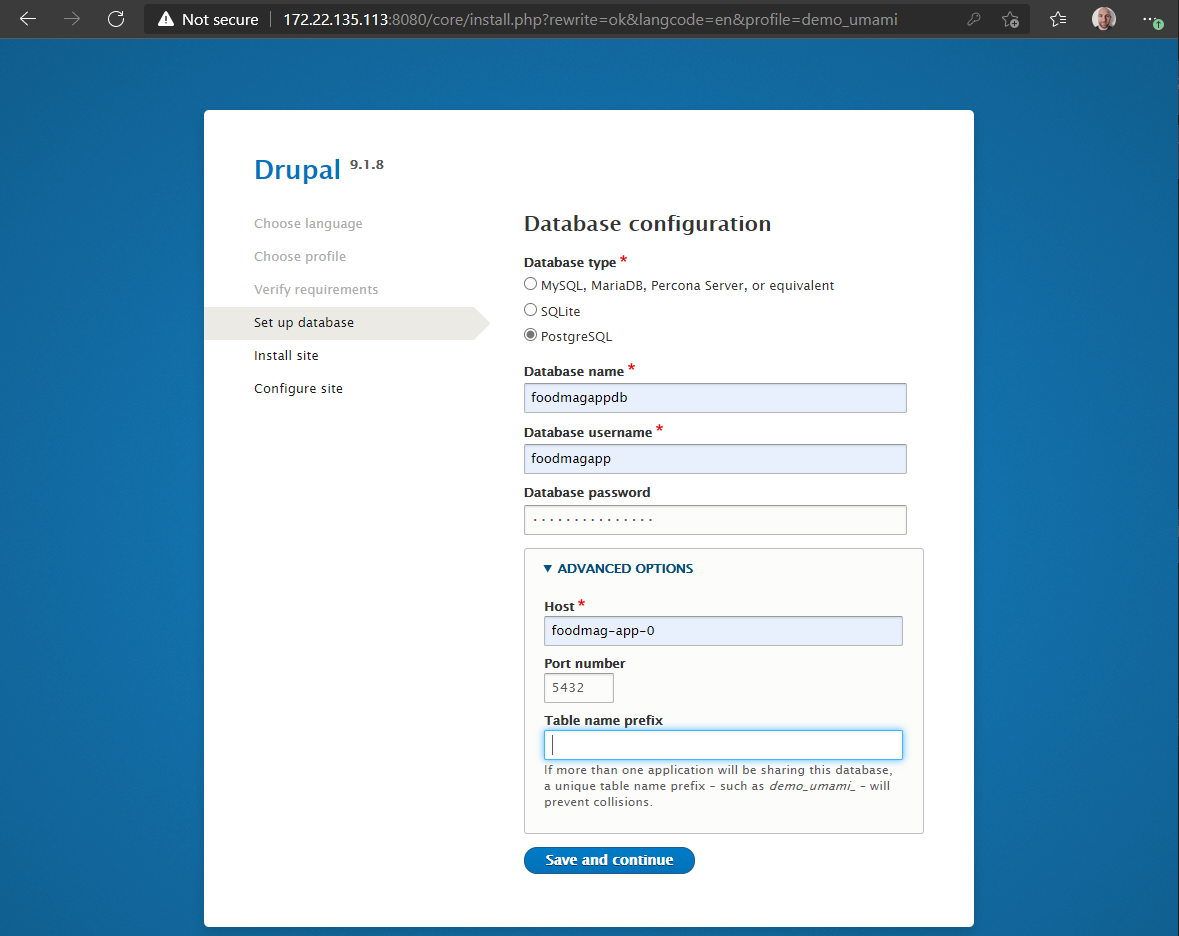 Not secure 172.22.135.113:8080/core/install.php?rewrite=ok&langcode=en&profile=demo_umami
Drupal 9.1.8
Choose language
Choose profile
Verify requirements
Set up database
Install site
Configure site
Database configuration
Database type *
MySQL, MariaDB, Percona Server, or equivalent
SQLite
PostgreSQL
Database name *
foodmagappdb
Database username *
foodmagapp
Database password
···············
▼ ADVANCED OPTIONS
Host *
foodmag-app-0
Port number
5432
Table name prefix
If more than one application will be sharing this database,
a unique table name prefix – such as demo_umami_ – will
prevent collisions.
Save and continue